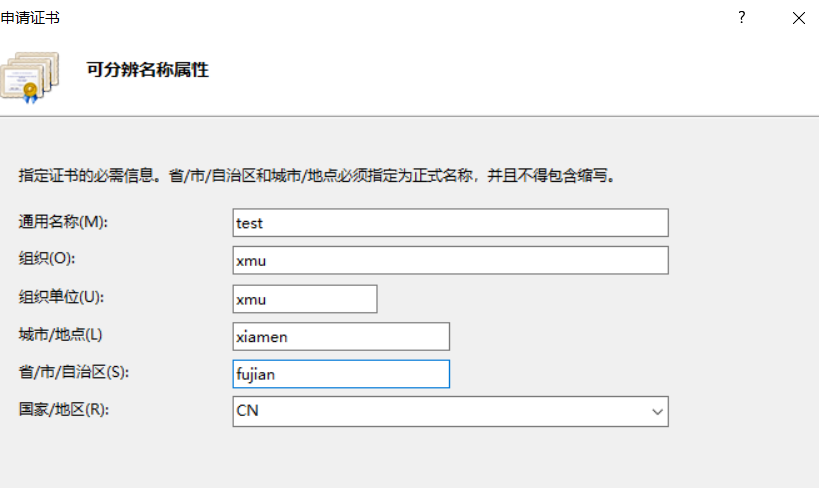 申请证书
?
可分辨名称属性
指定证书的必需信息。省/市/自治区和城市/地点必须指定为正式名称，并且不得包含缩写。
通用名称(M): test
组织(O): xmu
组织单位(U): xmu
城市/地点(L) xiamen
省/市/自治区(S): fujian
国家/地区(R): CN